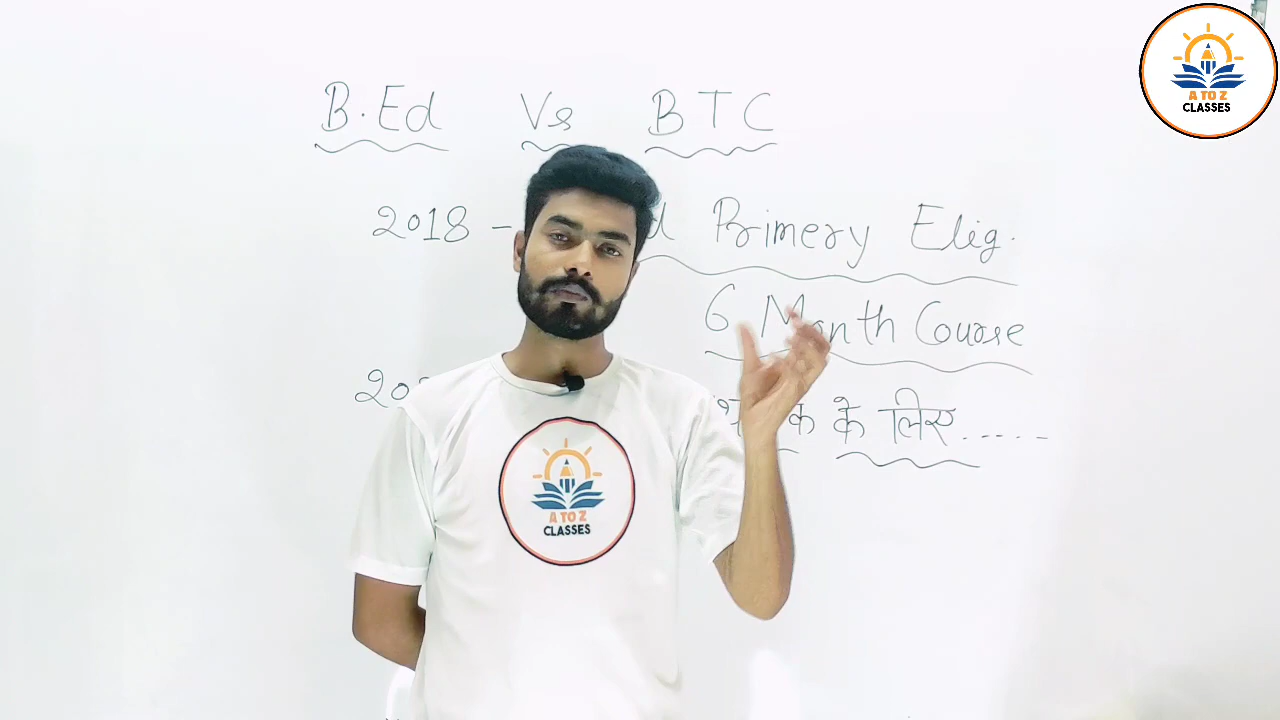 A TO Z
CLASSES
B.Ed Vs BTC
2018 - Primery Elig.
6 Month Course
के लिए.....
A TO Z
CLASSES